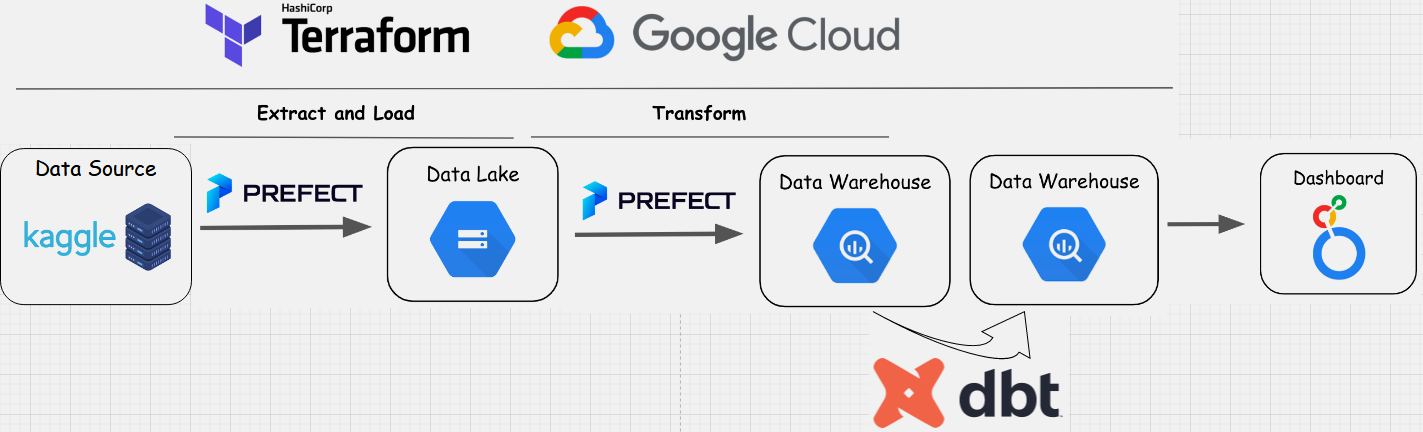 HashiCorp
Terraform
Google Cloud
Extract and Load
Transform
Data Source
kaggle
PREFECT
Data Lake
PREFECT
Data Warehouse
Data Warehouse
Dashboard
dbt